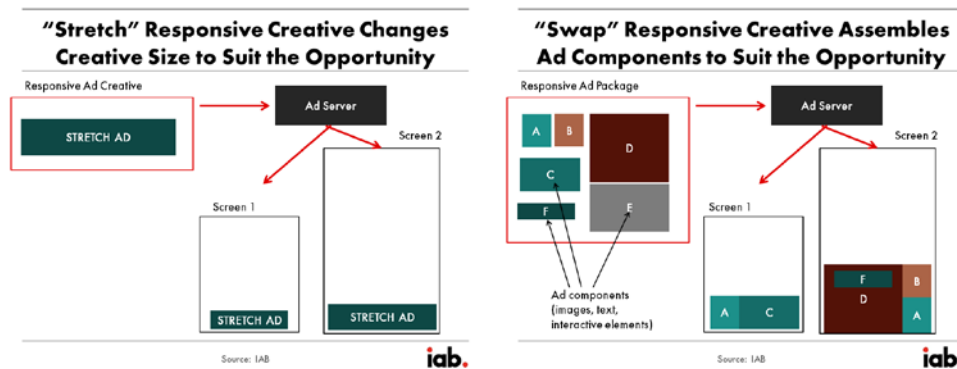 “Stretch” Responsive Creative Changes
Creative Size to Suit the Opportunity
Responsive Ad Creative
STRETCH AD
Ad Server
Screen 2
Screen 1
STRETCH AD
STRETCH AD
Source: IAB
iab.
“Swap” Responsive Creative Assembles
Ad Components to Suit the Opportunity
Responsive Ad Package
Ad Server
A
B
D
C
F
E
Screen 2
Screen 1
Ad components
(images, text,
interactive elements)
A
C
F
D
B
A
Source: IAB
iab